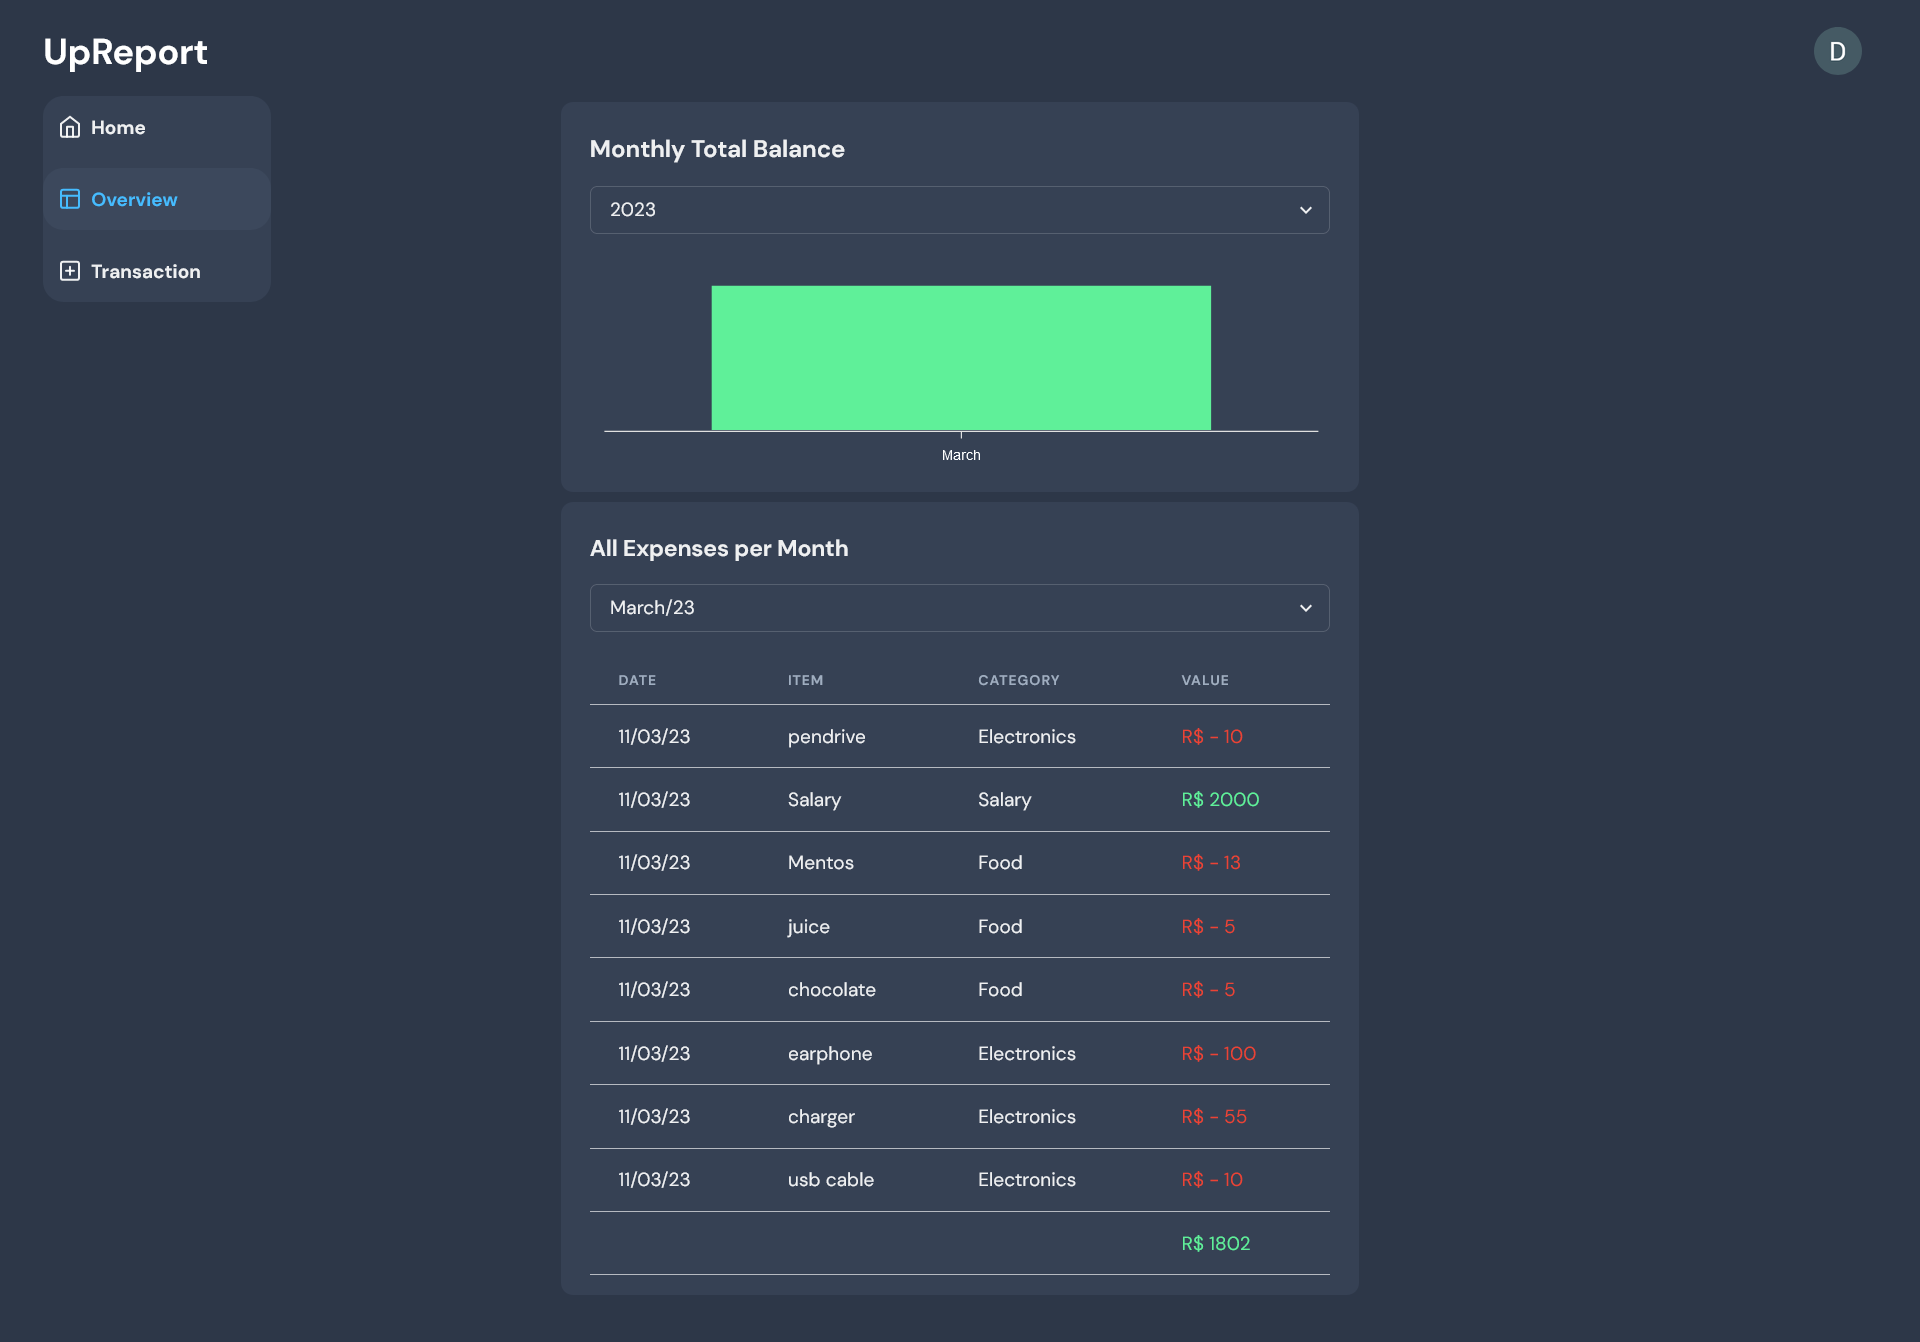 UpReport
D
Home
Overview
Transaction
Monthly Total Balance
2023
March
All Expenses per Month
March/23
DATE ITEM CATEGORY VALUE
11/03/23 pendrive Electronics R$ - 10
11/03/23 Salary Salary R$ 2000
11/03/23 Mentos Food R$ - 13
11/03/23 juice Food R$ - 5
11/03/23 chocolate Food R$ - 5
11/03/23 earphone Electronics R$ - 100
11/03/23 charger Electronics R$ - 55
11/03/23 usb cable Electronics R$ - 10
R$ 1802